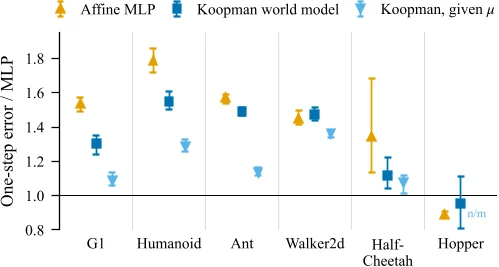 Affine MLP Koopman world model Koopman, given μ
One-step error / MLP
1.8
1.6
1.4
1.2
1.0
0.8
n/m
G1 Humanoid Ant Walker2d Half-Cheetah Hopper